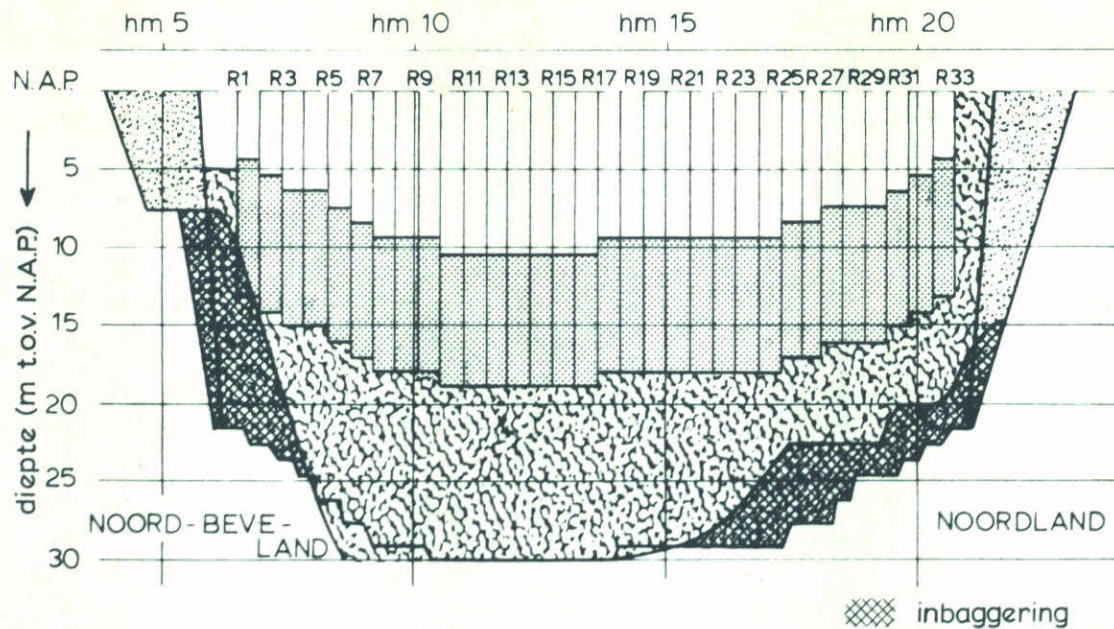 hm 5 hm 10 hm 15 hm 20
N.A.P. R1 R3 R5 R7 R9 R11 R13 R15 R17 R19 R21 R23 R25 R27 R29 R31 R33
5
10
15
20
25
30
diepte (m t.o.v. N.A.P.)
NOORD-BEVE-
LAND
NOORDLAND
inbaggering